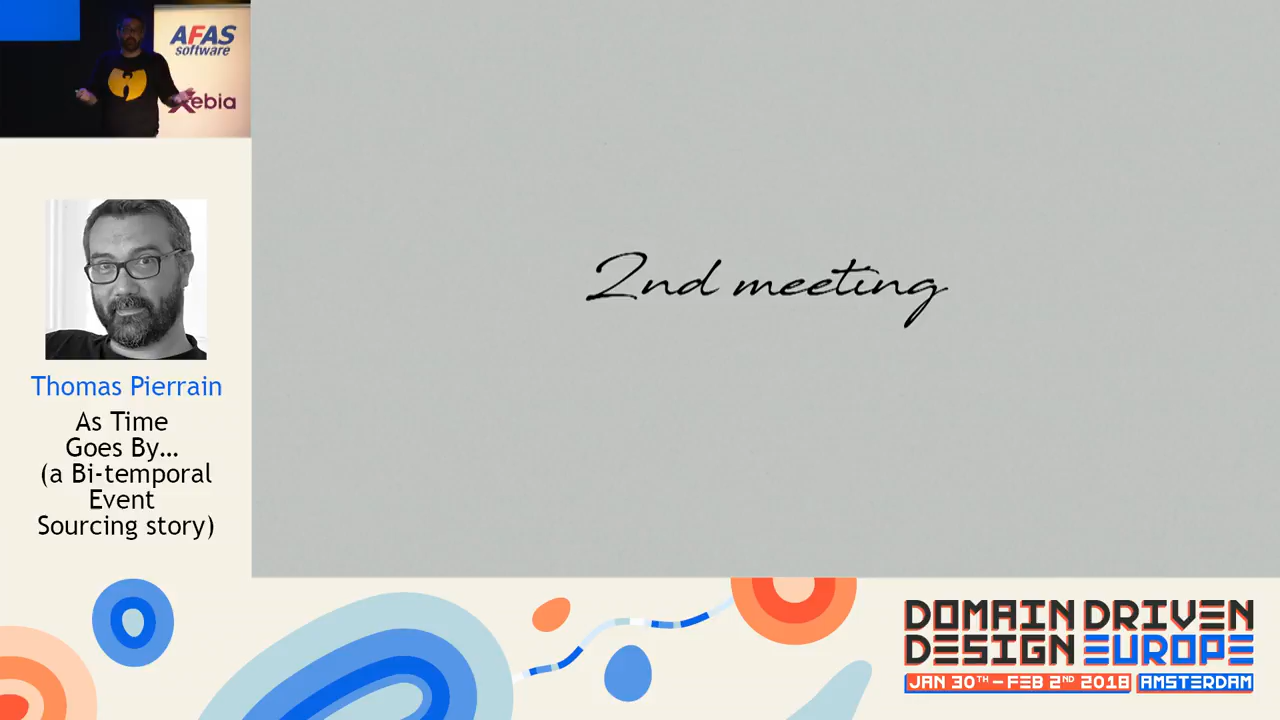 AFAS
software
Xebia
2nd meeting
Thomas Pierrain
As Time
Goes By...
(a Bi-temporal
Event
Sourcing story)
DOMAIN DRIVEN
DESIGN EUROPE
JAN 30TH - FEB 2ND 2018 AMSTERDAM